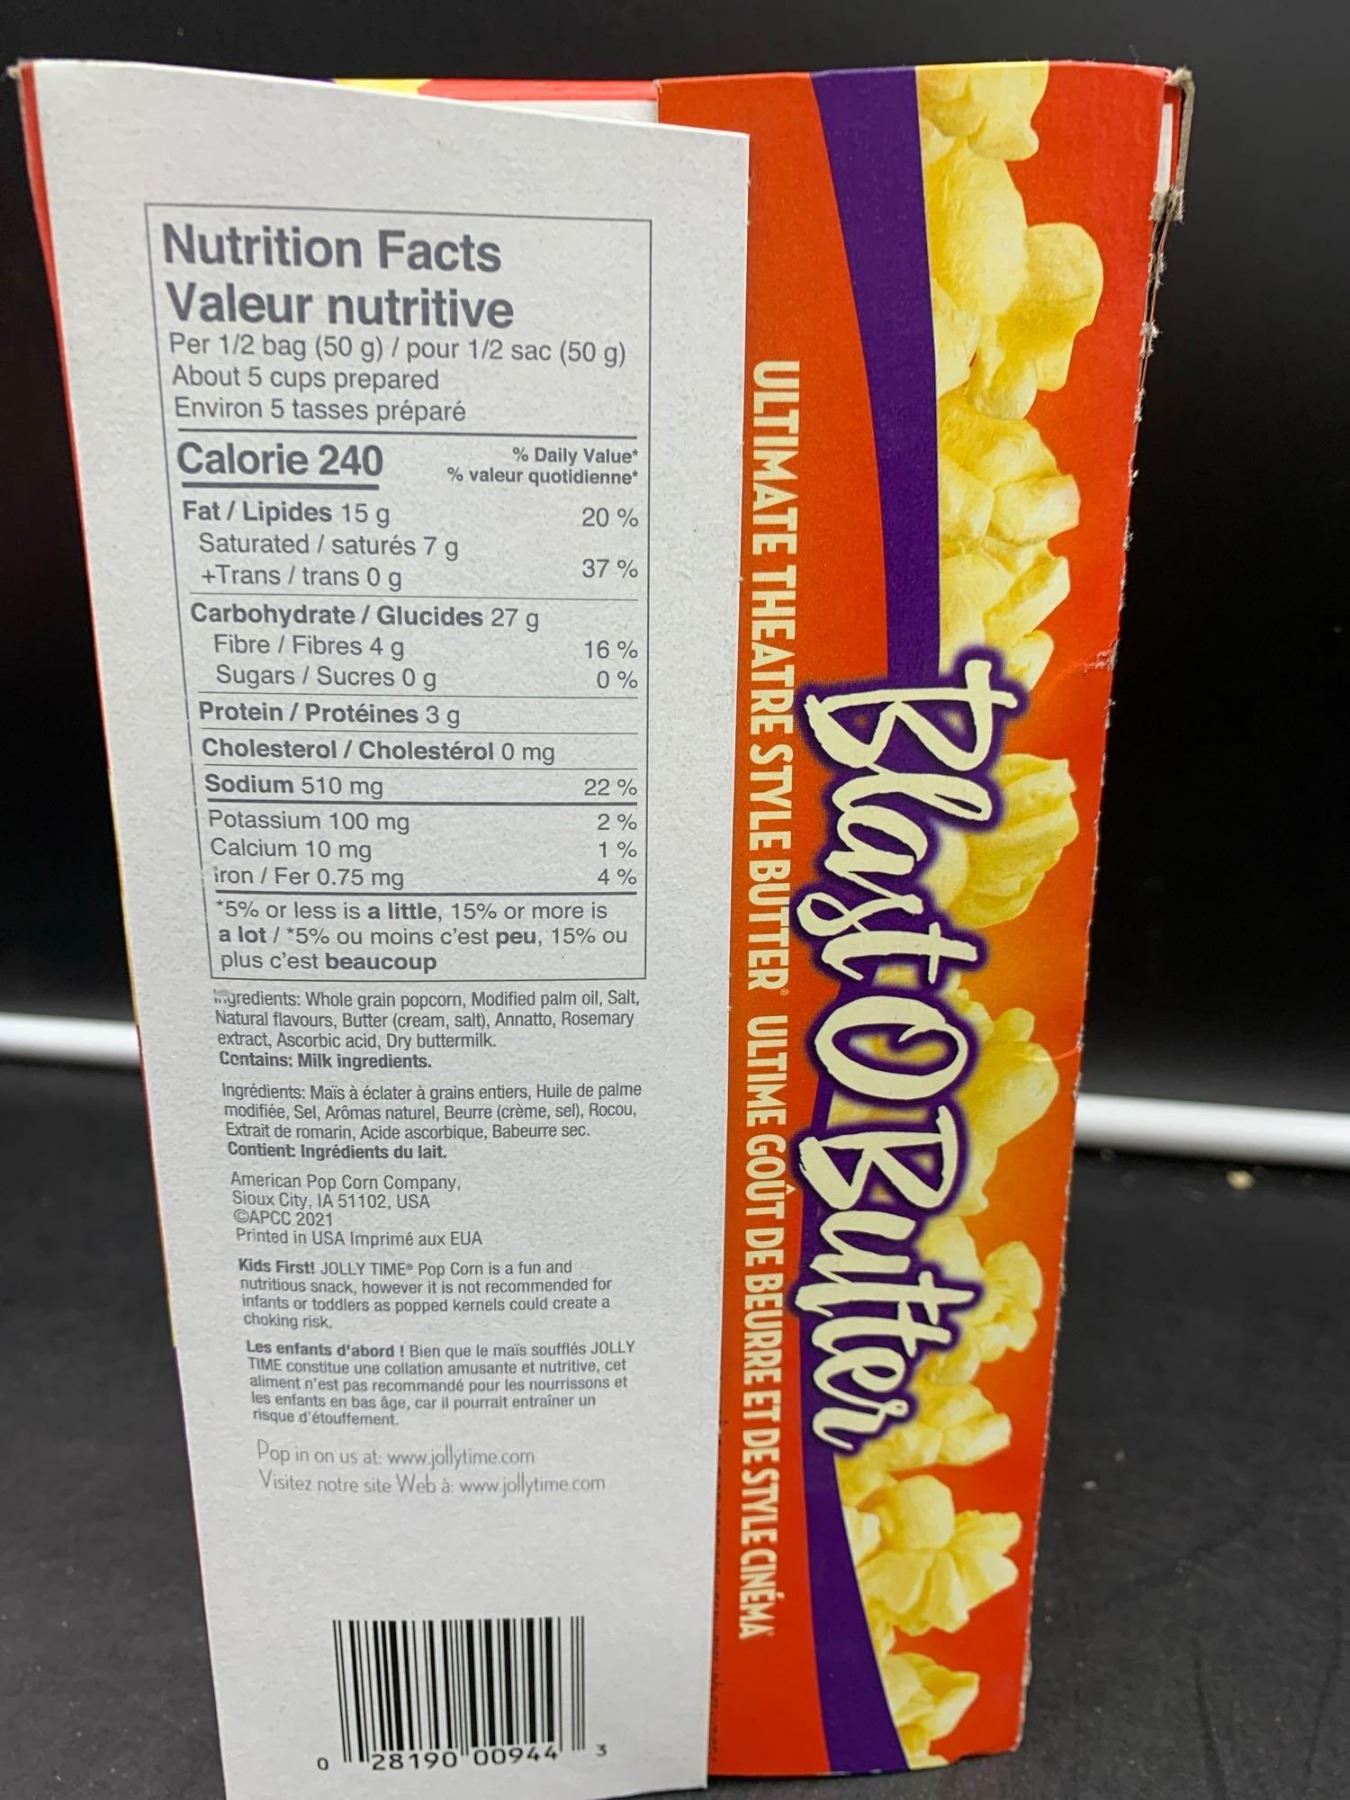 Nutrition Facts
Valeur nutritive
Per 1/2 bag (50 g) / pour 1/2 sac (50 g)
About 5 cups prepared
Environ 5 tasses préparé
Calorie 240
% Daily Value*
% valeur quotidienne*
Fat / Lipides 15 g 20 %
Saturated / saturés 7 g
+Trans / trans 0 g 37 %
Carbohydrate / Glucides 27 g
Fibre / Fibres 4 g 16 %
Sugars / Sucres 0 g 0 %
Protein / Protéines 3 g
Cholesterol / Cholestérol 0 mg
Sodium 510 mg 22 %
Potassium 100 mg 2 %
Calcium 10 mg 1 %
iron / Fer 0.75 mg 4 %
*5% or less is a little, 15% or more is
a lot / *5% ou moins c'est peu, 15% ou
plus c'est beaucoup
Ingredients: Whole grain popcorn, Modified palm oil, Salt,
Natural flavours, Butter (cream, salt), Annatto, Rosemary
extract, Ascorbic acid, Dry buttermilk.
Contains: Milk ingredients.
Ingrédients: Maïs à éclater à grains entiers, Huile de palme
modifiée, Sel, Arômas naturel, Beurre (crème, sel), Rocou,
Extrait de romarin, Acide ascorbique, Babeurre sec.
Contient: Ingrédients du lait.
American Pop Corn Company,
Sioux City, IA 51102, USA
©APCC 2021
Printed in USA Imprimé aux EUA
Kids First! JOLLY TIME® Pop Corn is a fun and
nutritious snack, however it is not recommended for
infants or toddlers as popped kernels could create a
choking risk.
Les enfants d'abord ! Bien que le maïs soufflés JOLLY
TIME constitue une collation amusante et nutritive, cet
aliment n'est pas recommandé pour les nourrissons et
les enfants en bas âge, car il pourrait entraîner un
risque d'étouffement.
Pop in on us at: www.jollytime.com
Visitez notre site Web à: www.jollytime.com
0 28190 00944 3
Blast O Butter
ULTIMATE THEATRE STYLE BUTTER® ULTIME GOÛT DE BEURRE ET DE STYLE CINÉMA